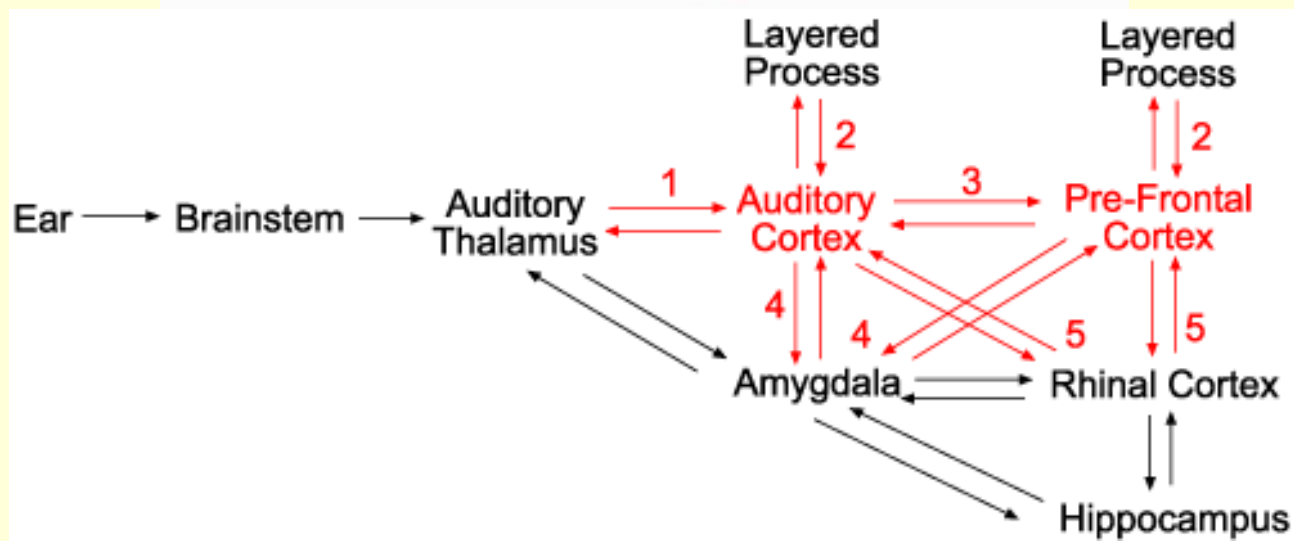 Layered
Process
Layered
Process
2
2
1
3
Ear
Brainstem
Auditory
Thalamus
Auditory
Cortex
Pre-Frontal
Cortex
4
4
5
5
Amygdala
Rhinal Cortex
Hippocampus